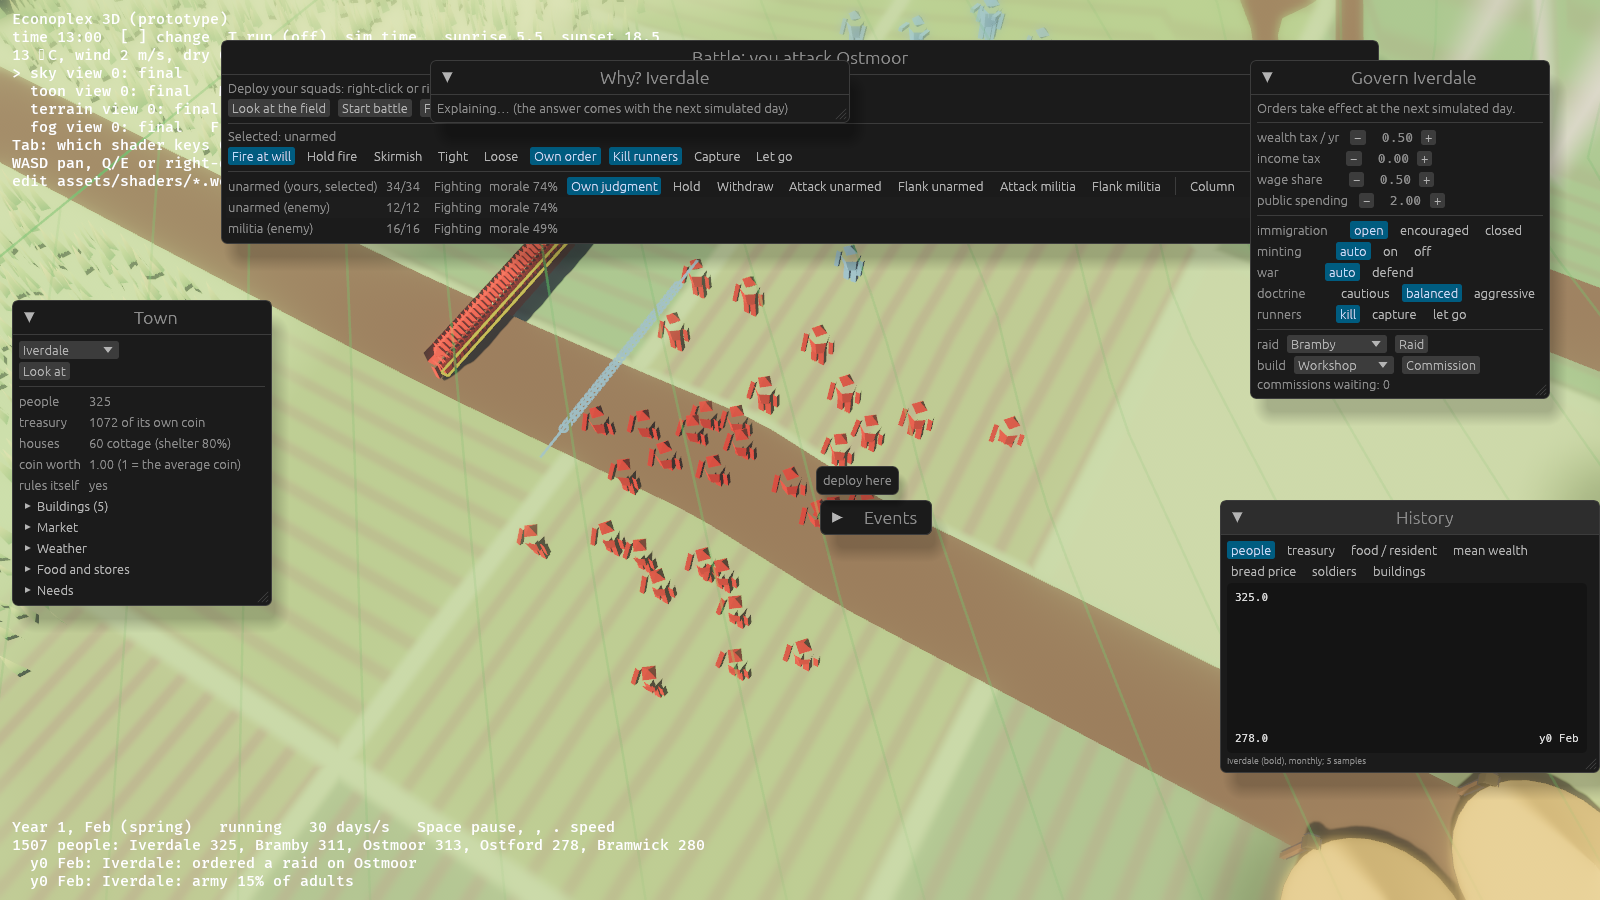 Econoplex 3D (prototype)
time 13:00  [ ] change  T run (off)  sim time   sunrise 5.5  sunset 18.5
13 C, wind 2 m/s, dry
> sky view 0: final
toon view 0: final
terrain view 0: final
fog view 0: final   F
Tab: which shader keys
WASD pan, Q/E or right-
edit assets/shaders/*.w
Battle: you attack Ostmoor
Deploy your squads: right-click or ri
Look at the field  Start battle  F
Selected: unarmed
Fire at will  Hold fire  Skirmish  Tight  Loose  Own order  Kill runners  Capture  Let go
unarmed (yours, selected)  34/34  Fighting  morale 74%  Own judgment  Hold  Withdraw  Attack unarmed  Flank unarmed  Attack militia  Flank militia  Column
unarmed (enemy)  12/12  Fighting  morale 74%
militia (enemy)  16/16  Fighting  morale 49%
▼ Why? Iverdale
Explaining... (the answer comes with the next simulated day)
▼ Govern Iverdale
Orders take effect at the next simulated day.
wealth tax / yr  −  0.50  +
income tax  −  0.00  +
wage share  −  0.50  +
public spending  −  2.00  +
immigration  open  encouraged  closed
minting  auto  on  off
war  auto  defend
doctrine  cautious  balanced  aggressive
runners  kill  capture  let go
raid  Bramby  Raid
build  Workshop  Commission
commissions waiting: 0
▼ Town
Iverdale
Look at
people  325
treasury  1072 of its own coin
houses  60 cottage (shelter 80%)
coin worth  1.00 (1 = the average coin)
rules itself  yes
Buildings (5)
Market
Weather
Food and stores
Needs
deploy here
▶ Events
▼ History
people  treasury  food / resident  mean wealth
bread price  soldiers  buildings
325.0
278.0  y0 Feb
Iverdale (bold), monthly; 5 samples
Year 1, Feb (spring)   running   30 days/s   Space pause, , . speed
1507 people: Iverdale 325, Bramby 311, Ostmoor 313, Ostford 278, Bramwick 280
y0 Feb: Iverdale: ordered a raid on Ostmoor
y0 Feb: Iverdale: army 15% of adults